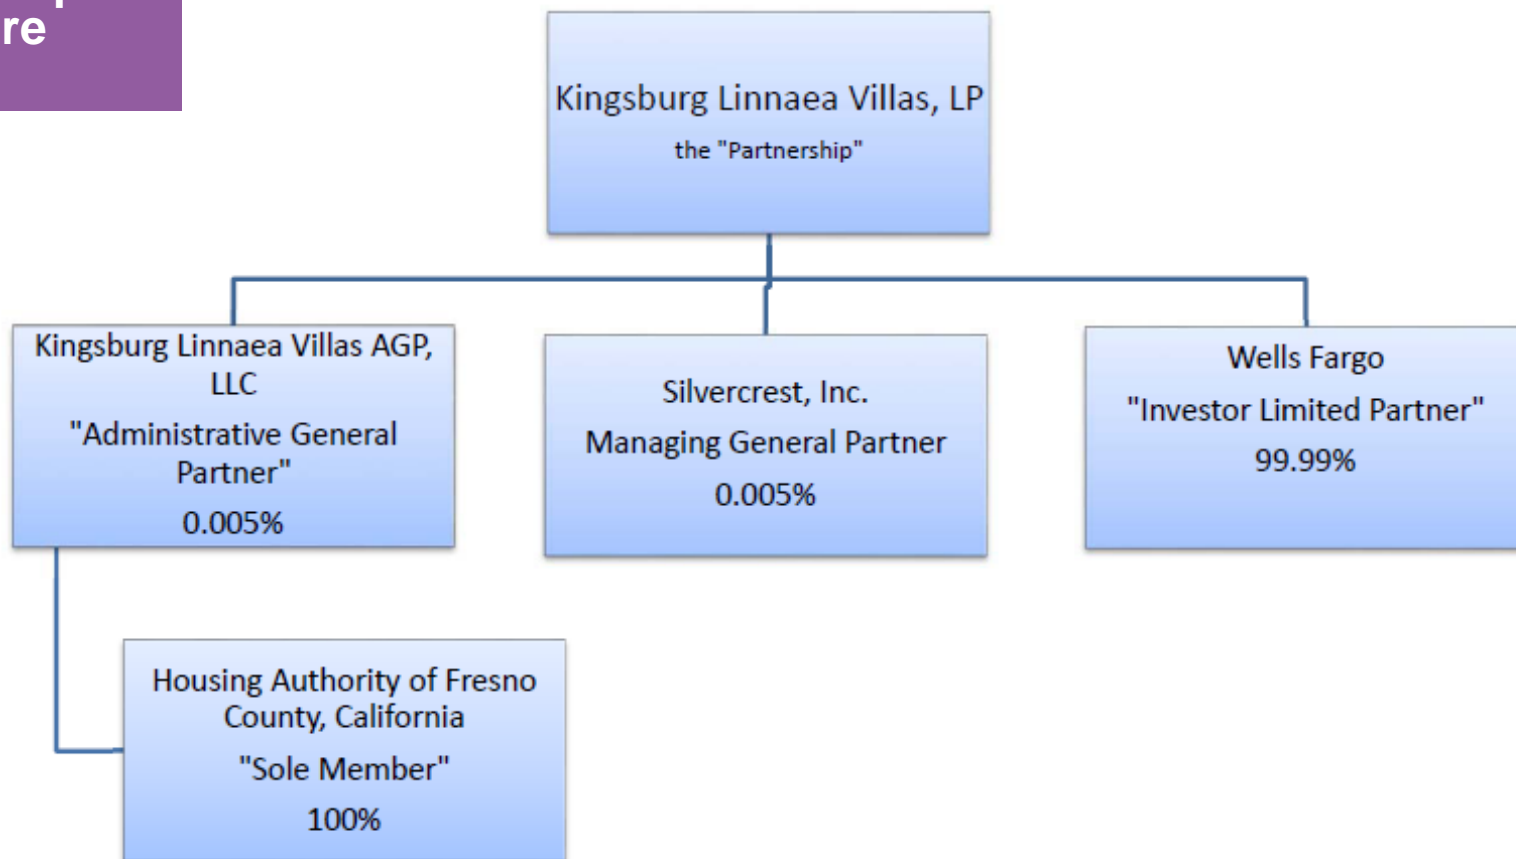 re
Kingsburg Linnaea Villas, LP
the "Partnership"
Kingsburg Linnaea Villas AGP,
LLC
"Administrative General
Partner"
0.005%
Silvercrest, Inc.
Managing General Partner
0.005%
Wells Fargo
"Investor Limited Partner"
99.99%
Housing Authority of Fresno
County, California
"Sole Member"
100%